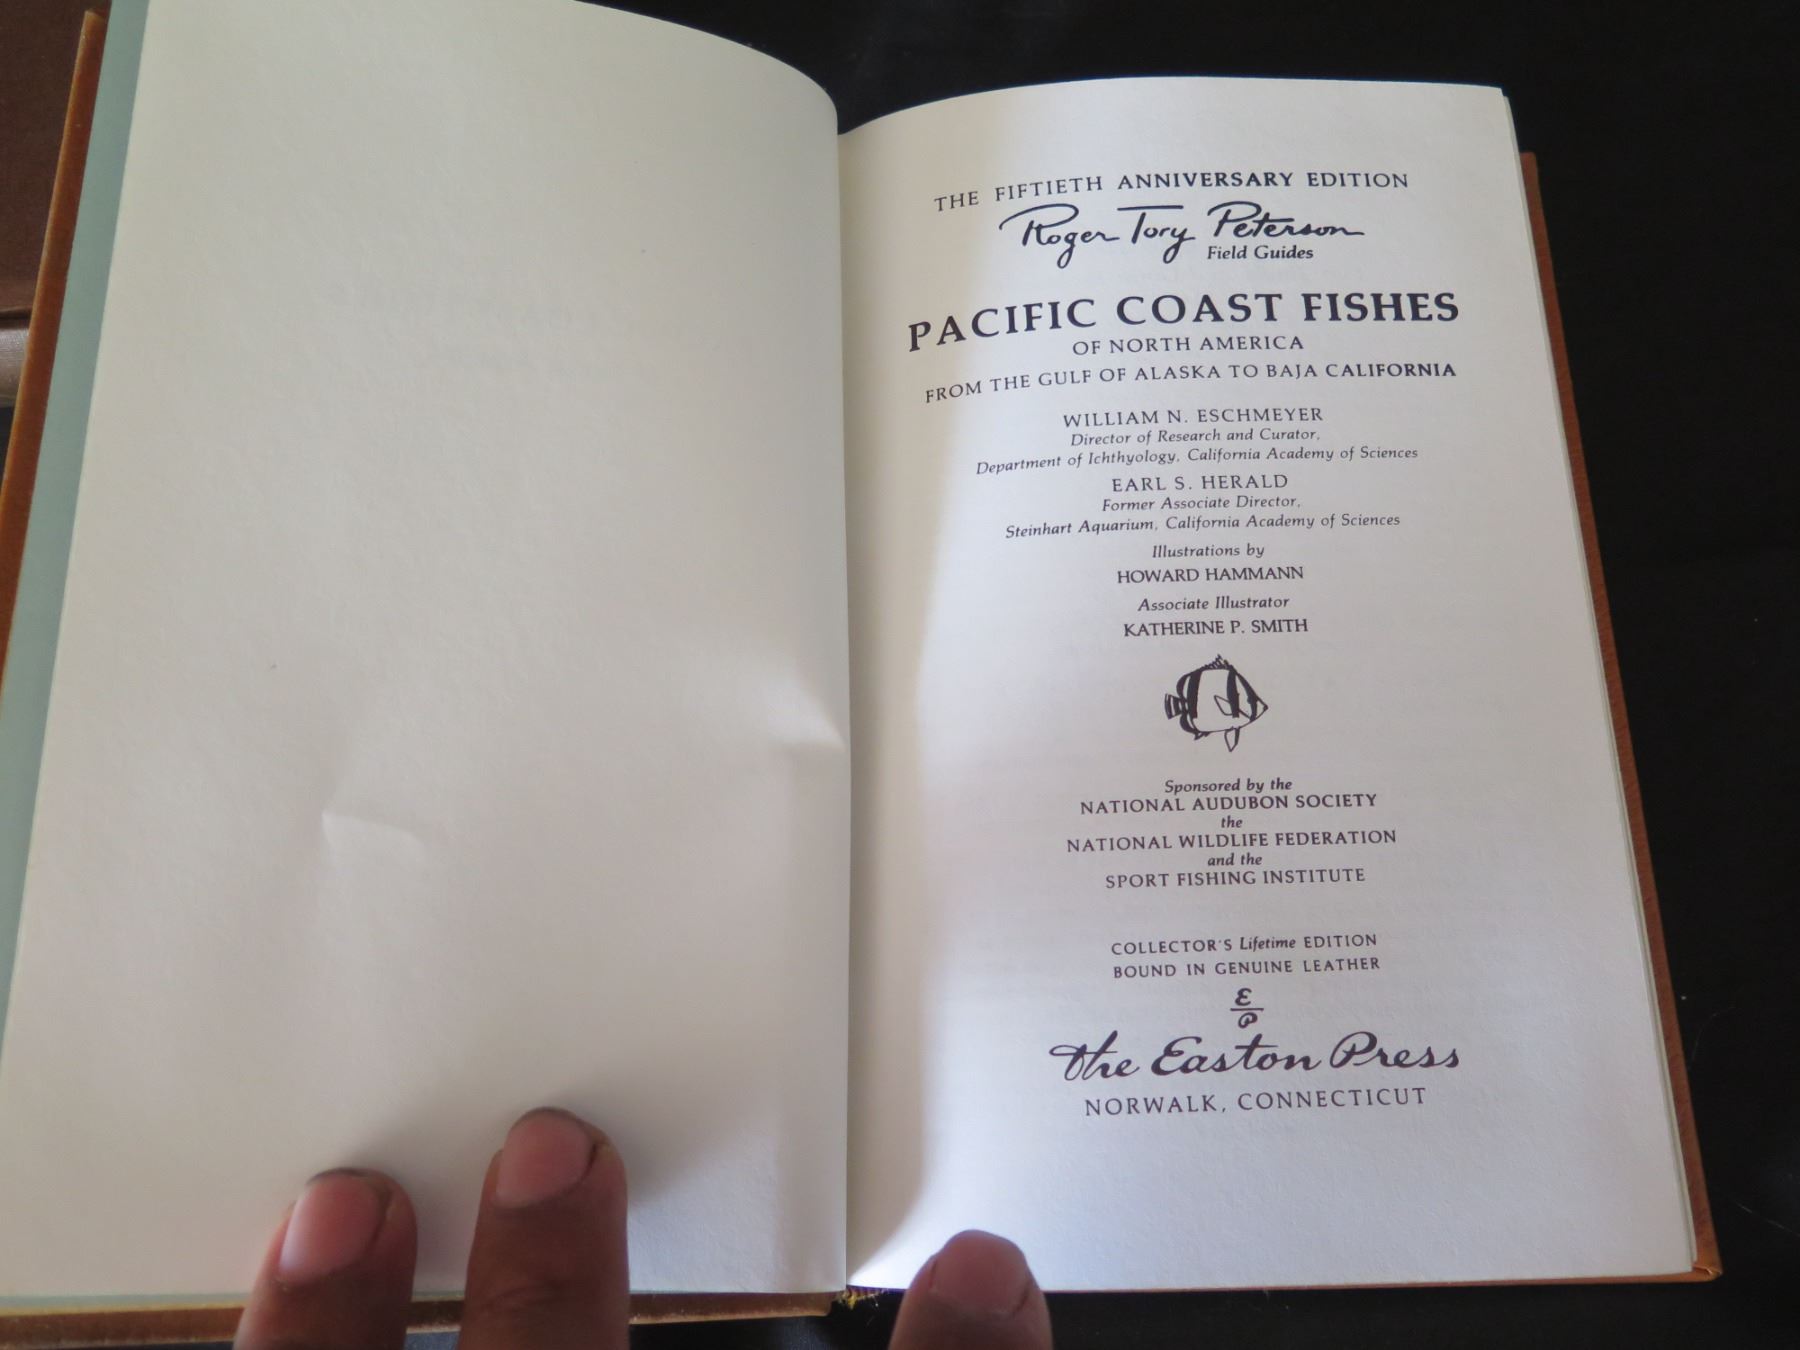 THE FIFTIETH ANNIVERSARY EDITION
Roger Tory Peterson
Field Guides
PACIFIC COAST FISHES
OF NORTH AMERICA
FROM THE GULF OF ALASKA TO BAJA CALIFORNIA
WILLIAM N. ESCHMEYER
Director of Research and Curator,
Department of Ichthyology, California Academy of Sciences
EARL S. HERALD
Former Associate Director,
Steinhart Aquarium, California Academy of Sciences
Illustrations by
HOWARD HAMMANN
Associate Illustrator
KATHERINE P. SMITH
Sponsored by the
NATIONAL AUDUBON SOCIETY
the
NATIONAL WILDLIFE FEDERATION
and the
SPORT FISHING INSTITUTE
COLLECTOR'S Lifetime EDITION
BOUND IN GENUINE LEATHER
E
P
The Easton Press
NORWALK, CONNECTICUT